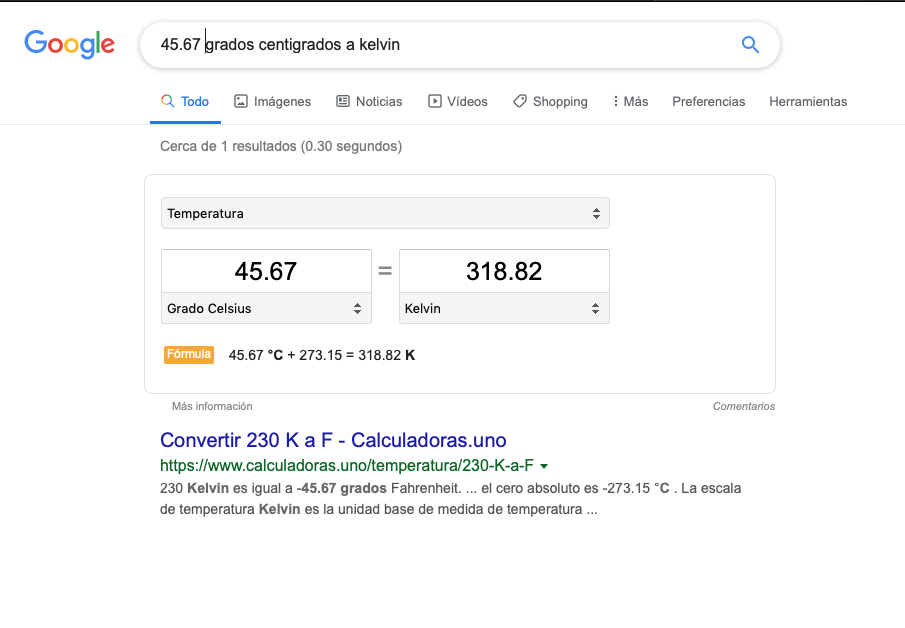 Google
45.67 grados centigrados a kelvin
Todo Imágenes Noticias Vídeos Shopping Más Preferencias Herramientas
Cerca de 1 resultados (0.30 segundos)
Temperatura
45.67 = 318.82
Grado Celsius Kelvin
Fórmula 45.67 °C + 273.15 = 318.82 K
Más información Comentarios
Convertir 230 K a F - Calculadoras.uno
https://www.calculadoras.uno/temperatura/230-K-a-F
230 Kelvin es igual a -45.67 grados Fahrenheit. ... el cero absoluto es -273.15 °C . La escala
de temperatura Kelvin es la unidad base de medida de temperatura ...